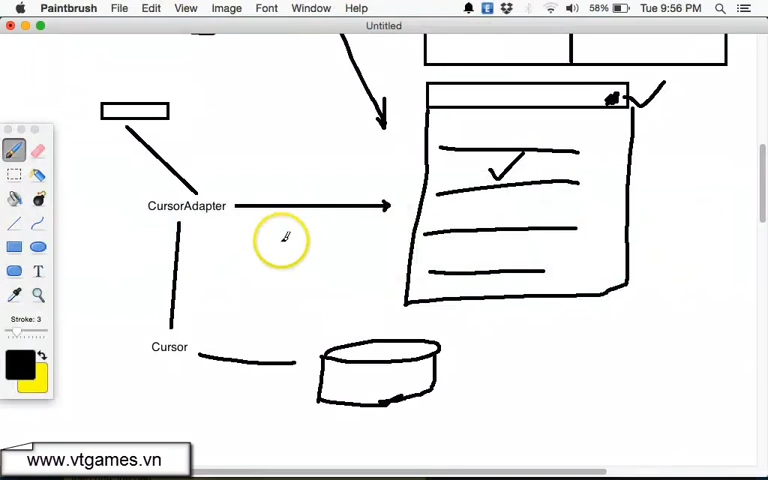 Paintbrush File Edit View Image Font Window Help 58% Tue 9:56 PM
Untitled
CursorAdapter
T
Stroke: 3
Cursor
www.vtgames.vn